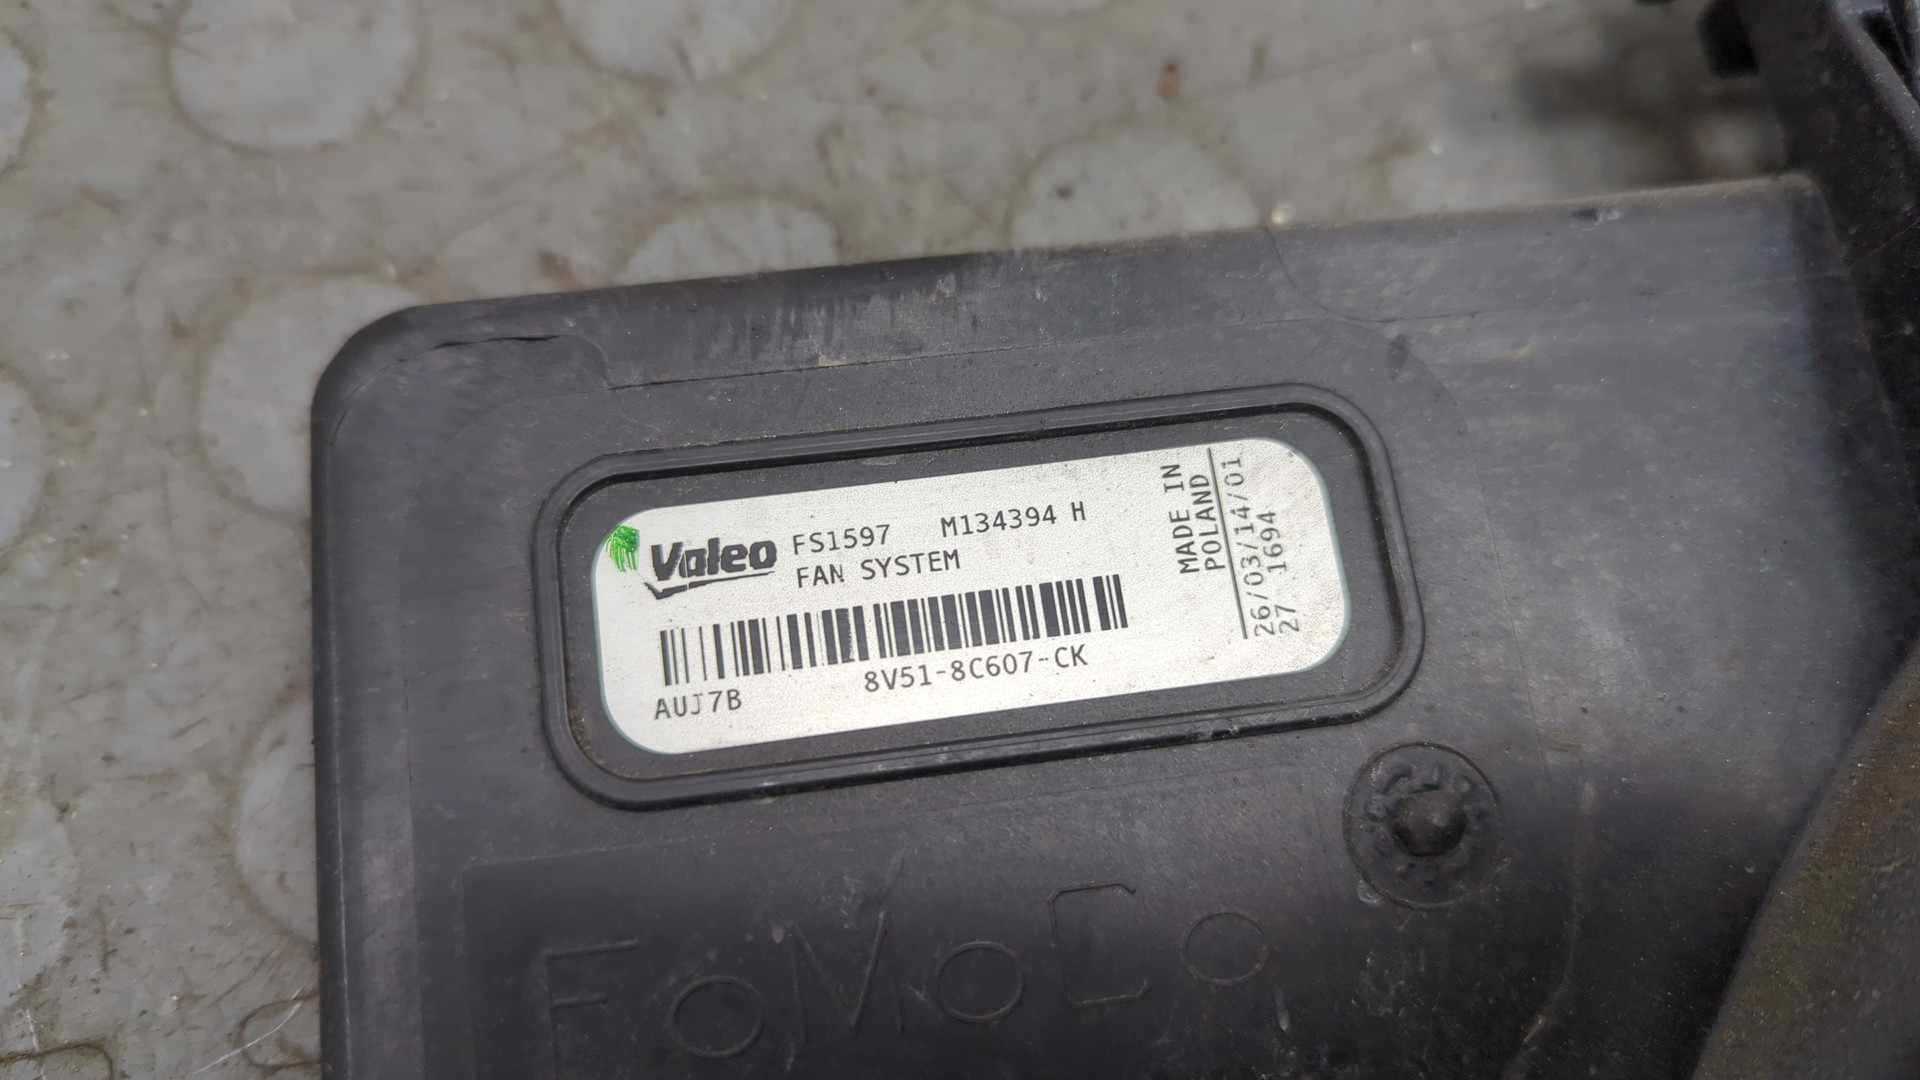 Valeo FS1597 M134394 H
FAN SYSTEM
AUJ7B 8V51-8C607-CK
MADE IN
POLAND
26/03/14/01
27 1694
FoMoCo